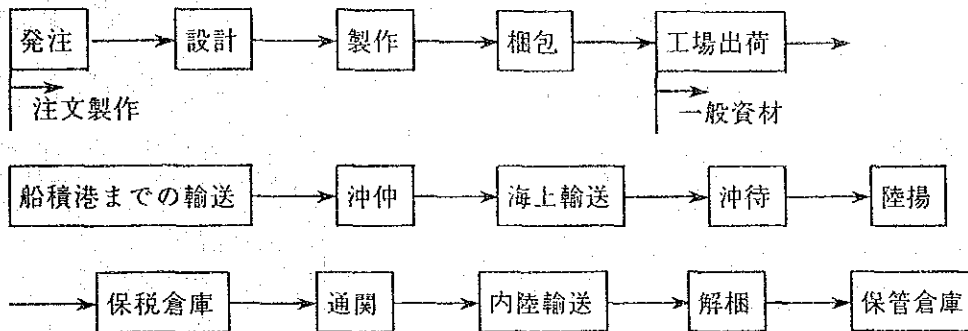 発注 設計 製作 梱包 工場出荷
注文製作 一般資材
船積港までの輸送 沖仲 海上輸送 沖待 陸揚
保税倉庫 通関 内陸輸送 解梱 保管倉庫